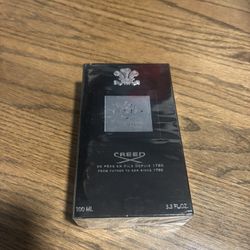 CREED
DE PÈRE EN FILS DEPUIS 1760
FROM FATHER TO SON SINCE 1760
100 ML
3.3 FL.OZ.